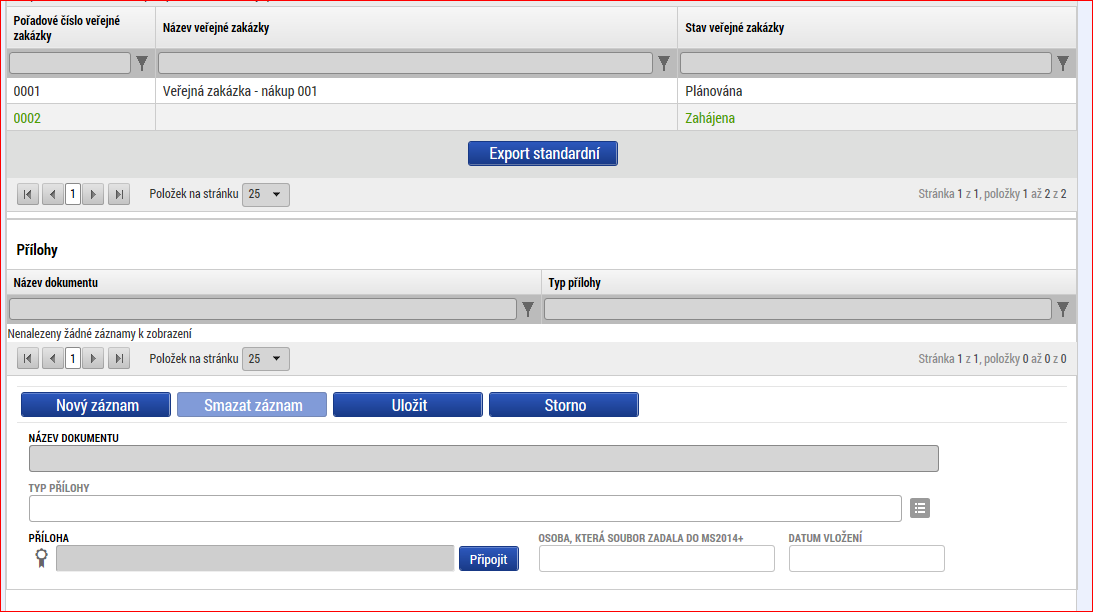 Pořadové číslo veřejné
zakázky
Název veřejné zakázky
Stav veřejné zakázky
0001
Veřejná zakázka - nákup 001
Plánována
0002
Zahájena
Export standardní
1
Položek na stránku
25
Stránka 1 z 1, položky 1 až 2 z 2
Přílohy
Název dokumentu
Typ přílohy
Nenalezeny žádné záznamy k zobrazení
1
Položek na stránku
25
Stránka 1 z 1, položky 0 až 0 z 0
Nový záznam
Smazat záznam
Uložit
Storno
NÁZEV DOKUMENTU
TYP PŘÍLOHY
PŘÍLOHA
Připojit
OSOBA, KTERÁ SOUBOR ZADALA DO MS2014+
DATUM VLOŽENÍ